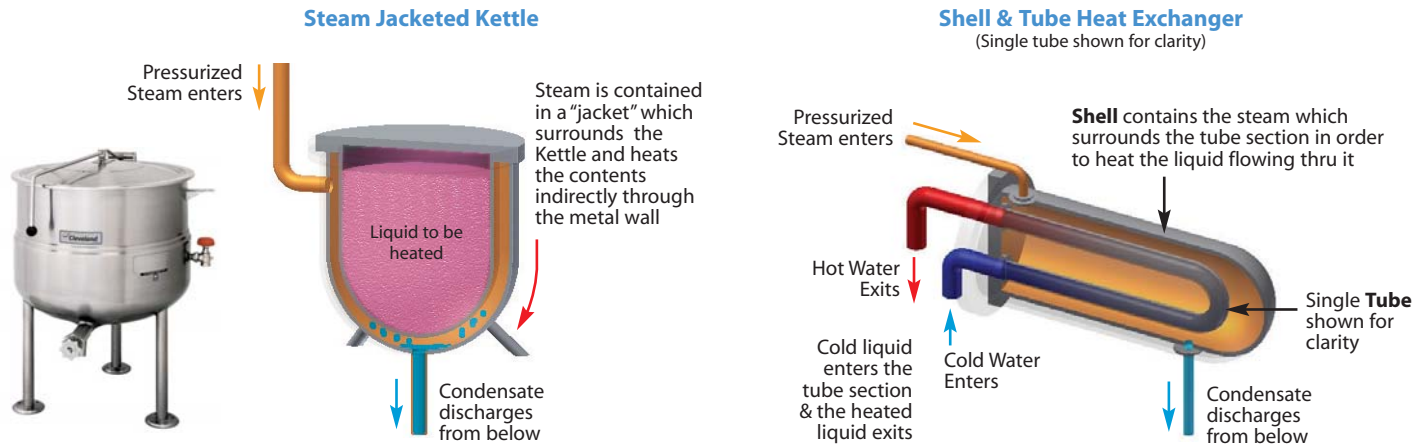 Steam Jacketed Kettle
Pressurized
Steam enters
Steam is contained
in a “jacket” which
surrounds the
Kettle and heats
the contents
indirectly through
the metal wall
Cleveland
Liquid to be
heated
Condensate
discharges
from below
Shell & Tube Heat Exchanger
(Single tube shown for clarity)
Pressurized
Steam enters
Shell contains the steam which
surrounds the tube section in order
to heat the liquid flowing thru it
Hot Water
Exits
Single Tube
shown for
clarity
Cold liquid
enters the
tube section
& the heated
liquid exits
Cold Water
Enters
Condensate
discharges
from below